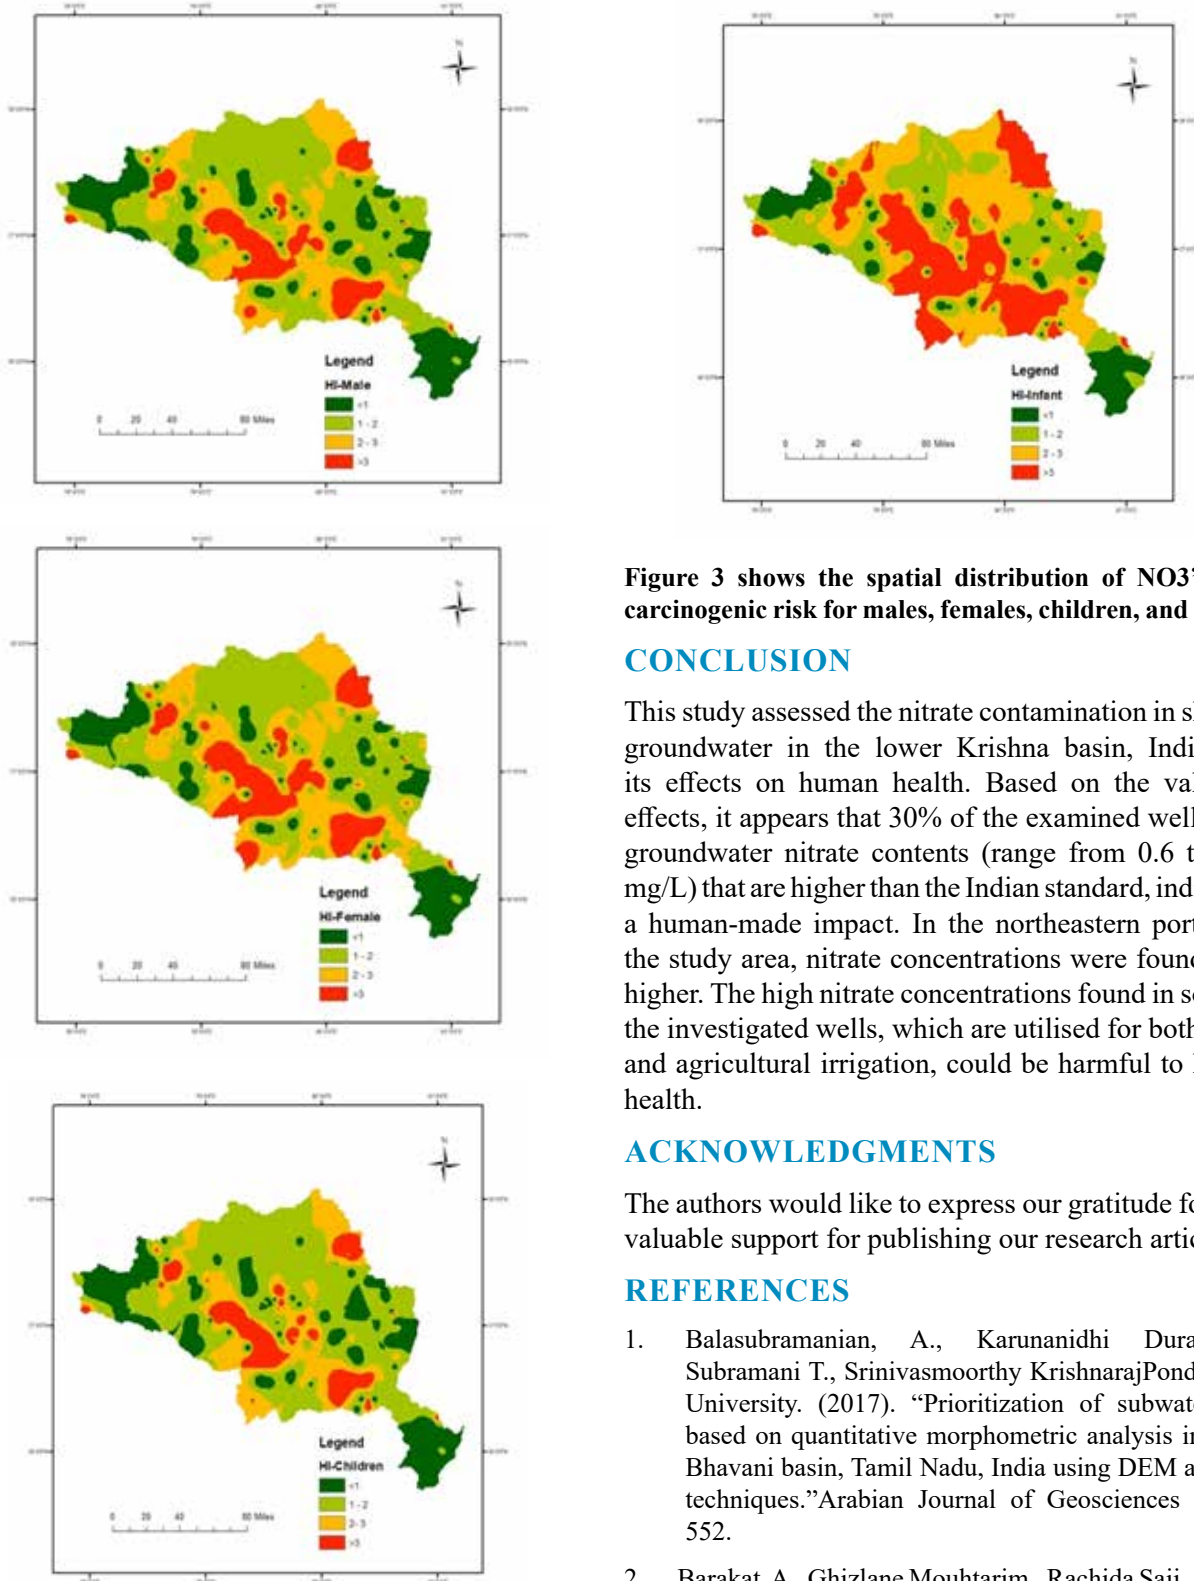 N
Legend
HI-Male
<1
1 - 2
2 - 3
>3
0 20 40 80 Miles
N
Legend
HI-Female
<1
1 - 2
2 - 3
>3
0 20 40 80 Miles
N
Legend
HI-Children
<1
1 - 2
2- 3
>3
0 20 40 80 Miles
N
Legend
HI-Infant
<1
1 - 2
2 - 3
>3
0 20 40 80 Miles
Figure 3 shows the spatial distribution of NO3'
carcinogenic risk for males, females, children, and
CONCLUSION
This study assessed the nitrate contamination in
groundwater in the lower Krishna basin,
its effects on human health. Based on the
effects, it appears that 30% of the examined
groundwater nitrate contents (range from 0.6
mg/L) that are higher than the Indian standard,
a human-made impact. In the northeastern
the study area, nitrate concentrations were found
higher. The high nitrate concentrations found in
the investigated wells, which are utilised for both
and agricultural irrigation, could be harmful to
health.
ACKNOWLEDGMENTS
The authors would like to express our gratitude
valuable support for publishing our research
REFERENCES
1. Balasubramanian, A., Karunanidhi
Subramani T., Srinivasmoorthy KrishnarajPond
University. (2017). “Prioritization of
based on quantitative morphometric analysis
Bhavani basin, Tamil Nadu, India using DEM
techniques.”Arabian Journal of Geosciences
552.
2. Barakat A., Ghizlane Mouhtarim, Rachida Saji,